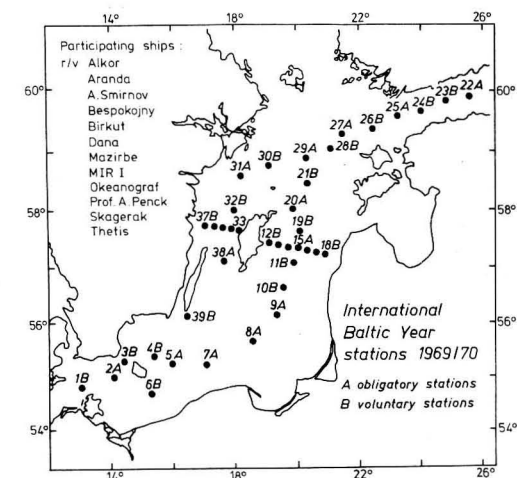 14° 18° 22° 26°
Participating ships :
r/v Alkor
Aranda
A.Smirnov
Bespokojny
Birkut
Dana
Mazirbe
MIR I
Okeanograf
Prof. A. Penck
Skagerak
Thetis
60° 60°
22A
23B
24B
25A
26B
27A
28B
29A
30B
31A
21B
20A
32B
58° 58°
37B
33
19B
12B
15A
18B
38A
11B
10B
9A
39B
8A
56° 56°
International
Baltic Year
stations 1969/70
A obligatory stations
B voluntary stations
4B
3B
5A
7A
2A
1B
6B
54° 54°
14° 18° 22° 26°